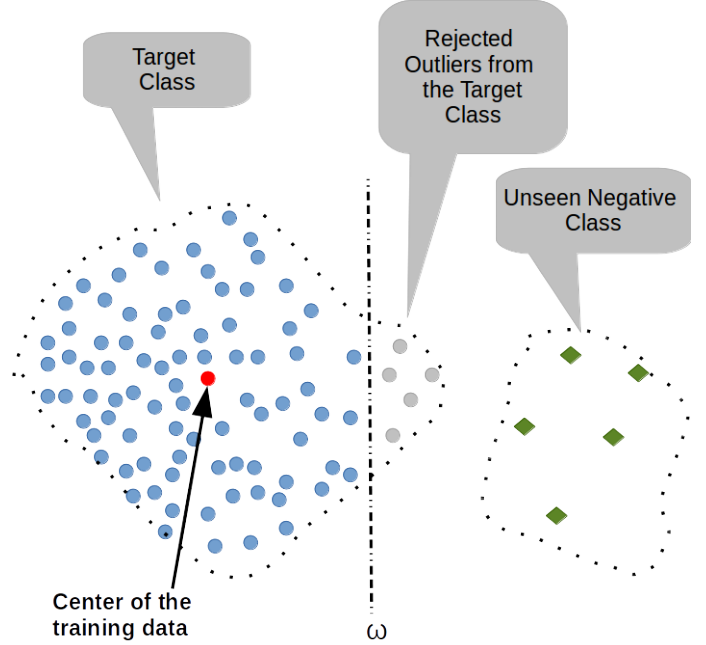 Target
Class
Rejected
Outliers from
the Target
Class
Unseen Negative
Class
Center of the
training data
ω